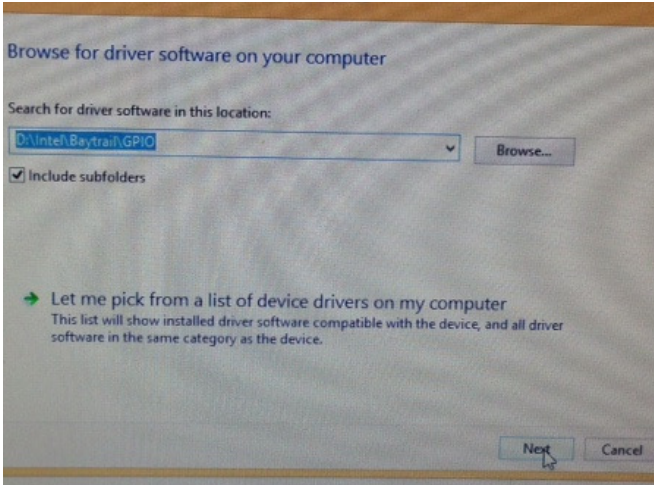 Browse for driver software on your computer
Search for driver software in this location:
D:\Intel\Baytrail\GPIO
Browse...
Include subfolders
Let me pick from a list of device drivers on my computer
This list will show installed driver software compatible with the device, and all driver
software in the same category as the device.
Next
Cancel